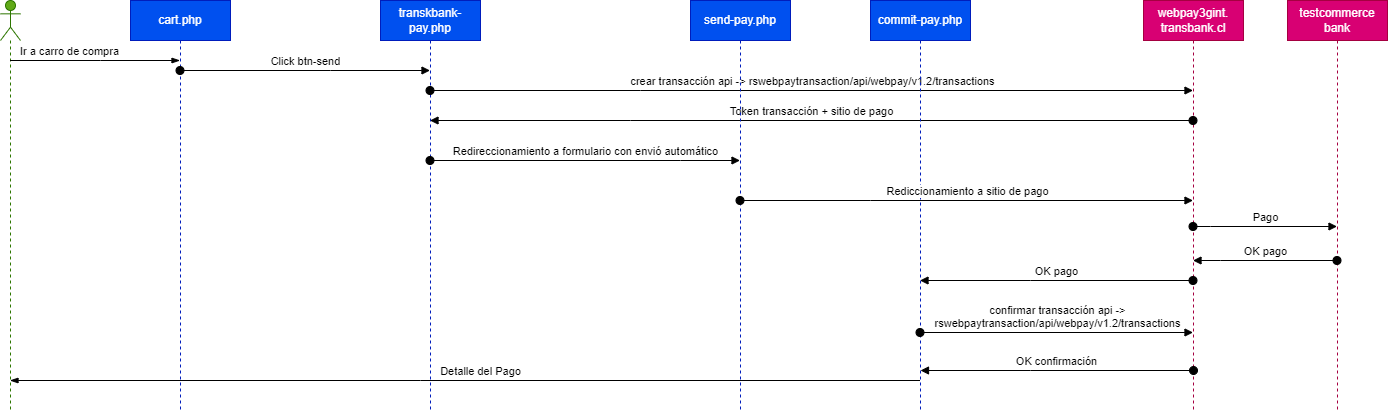 cart.php
transkbank-
pay.php
send-pay.php
commit-pay.php
webpay3gint.
transbank.cl
testcommerce
bank
Ir a carro de compra
Click btn-send
crear transacción api -> rswebpaytransaction/api/webpay/v1.2/transactions
Token transacción + sitio de pago
Redireccionamiento a formulario con envió automático
Rediccionamiento a sitio de pago
Pago
OK pago
OK pago
confirmar transacción api ->
rswebpaytransaction/api/webpay/v1.2/transactions
OK confirmación
Detalle del Pago